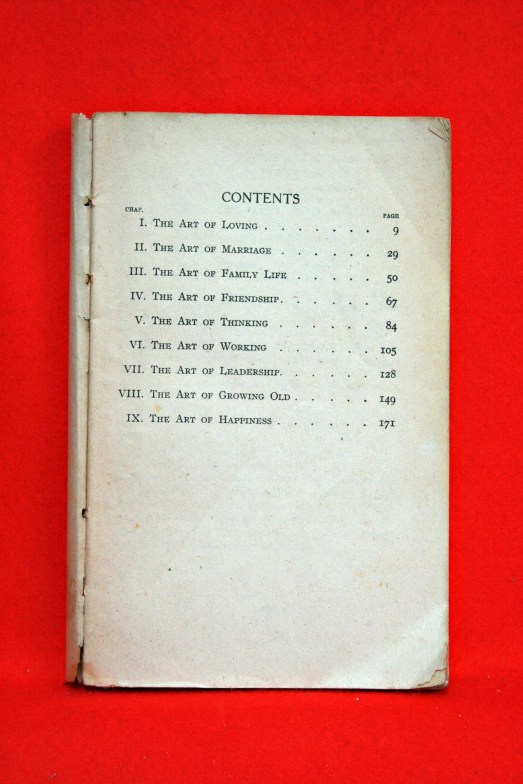 CONTENTS
CHAP. PAGE
I. The Art of Loving . . . . . . . 9
II. The Art of Marriage . . . . . . 29
III. The Art of Family Life . . . . . 50
IV. The Art of Friendship . . . . . . 67
V. The Art of Thinking . . . . . . 84
VI. The Art of Working . . . . . . 105
VII. The Art of Leadership . . . . . . 128
VIII. The Art of Growing Old . . . . . 149
IX. The Art of Happiness . . . . . . 171